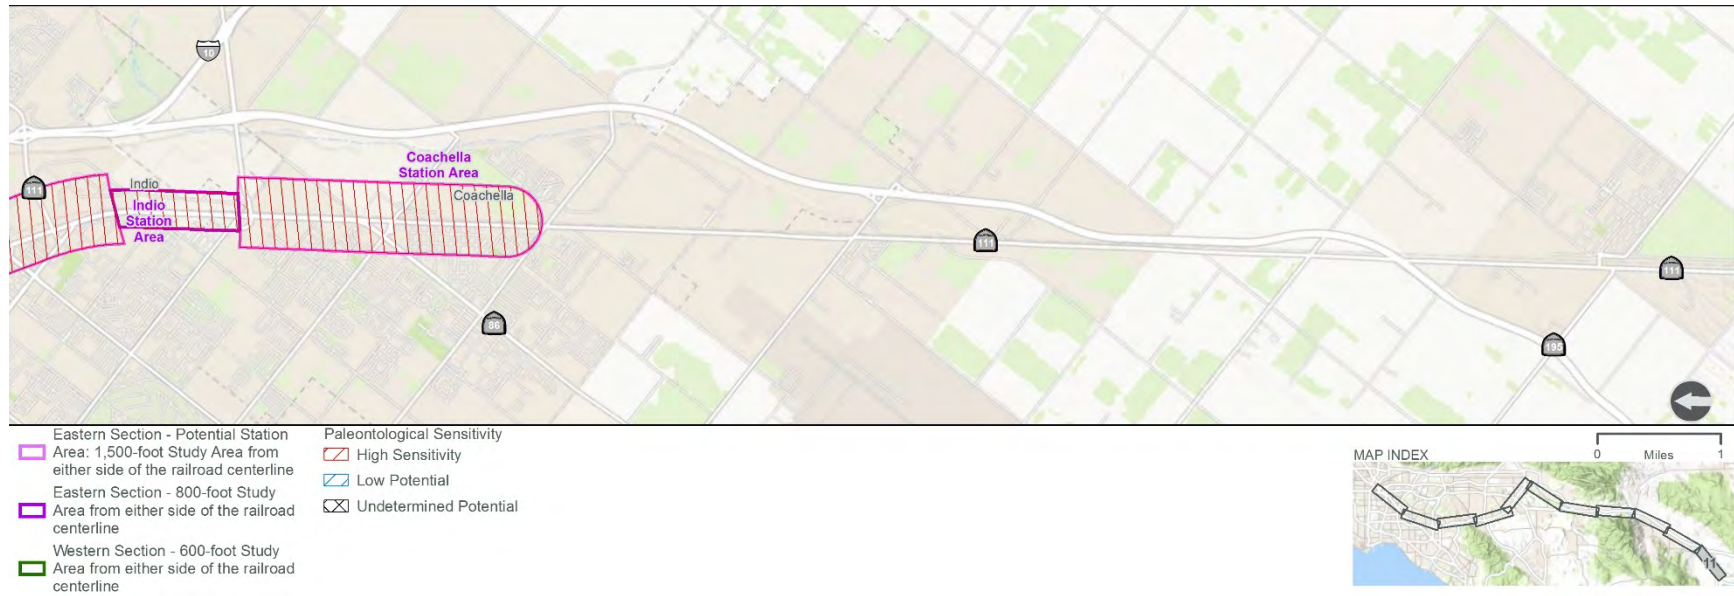 10
Coachella
Station Area
111
Indio
Coachella
Indio
Station
Area
111
111
86
195
Eastern Section - Potential Station
Area: 1,500-foot Study Area from
either side of the railroad centerline
Eastern Section - 800-foot Study
Area from either side of the railroad
centerline
Western Section - 600-foot Study
Area from either side of the railroad
centerline
Paleontological Sensitivity
High Sensitivity
Low Potential
Undetermined Potential
0 Miles 1
MAP INDEX
11